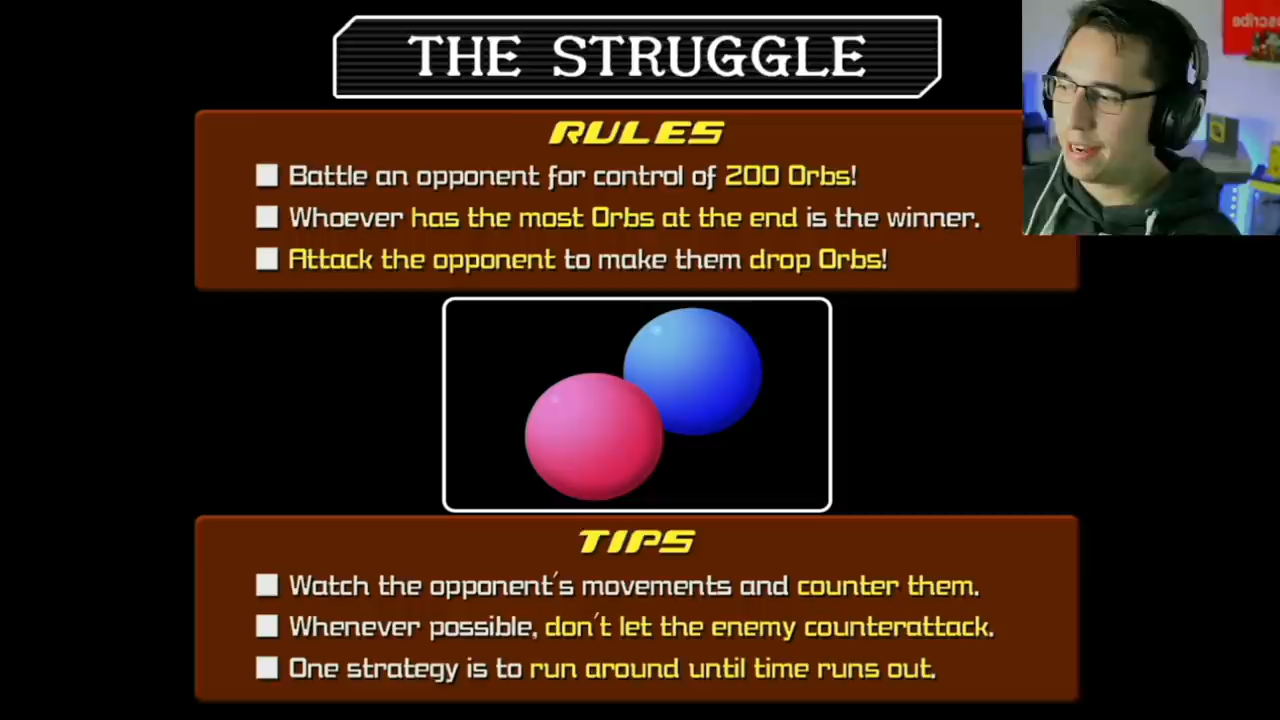 THE STRUGGLE
RULES
Battle an opponent for control of 200 Orbs!
Whoever has the most Orbs at the end is the winner.
Attack the opponent to make them drop Orbs!
TIPS
Watch the opponent's movements and counter them.
Whenever possible, don't let the enemy counterattack.
One strategy is to run around until time runs out.